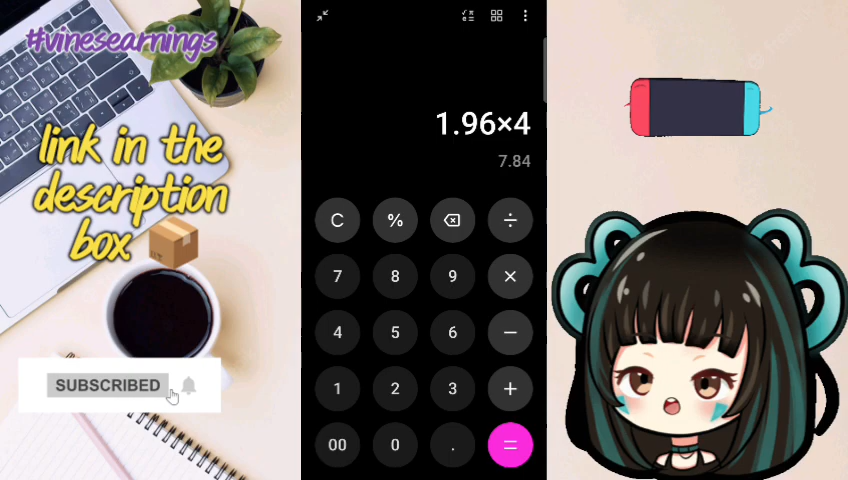 #vinesearnings
link in the
description
box
SUBSCRIBED
1.96×4
7.84
C % ÷
7 8 9 ×
4 5 6 −
1 2 3 +
00 0 . =